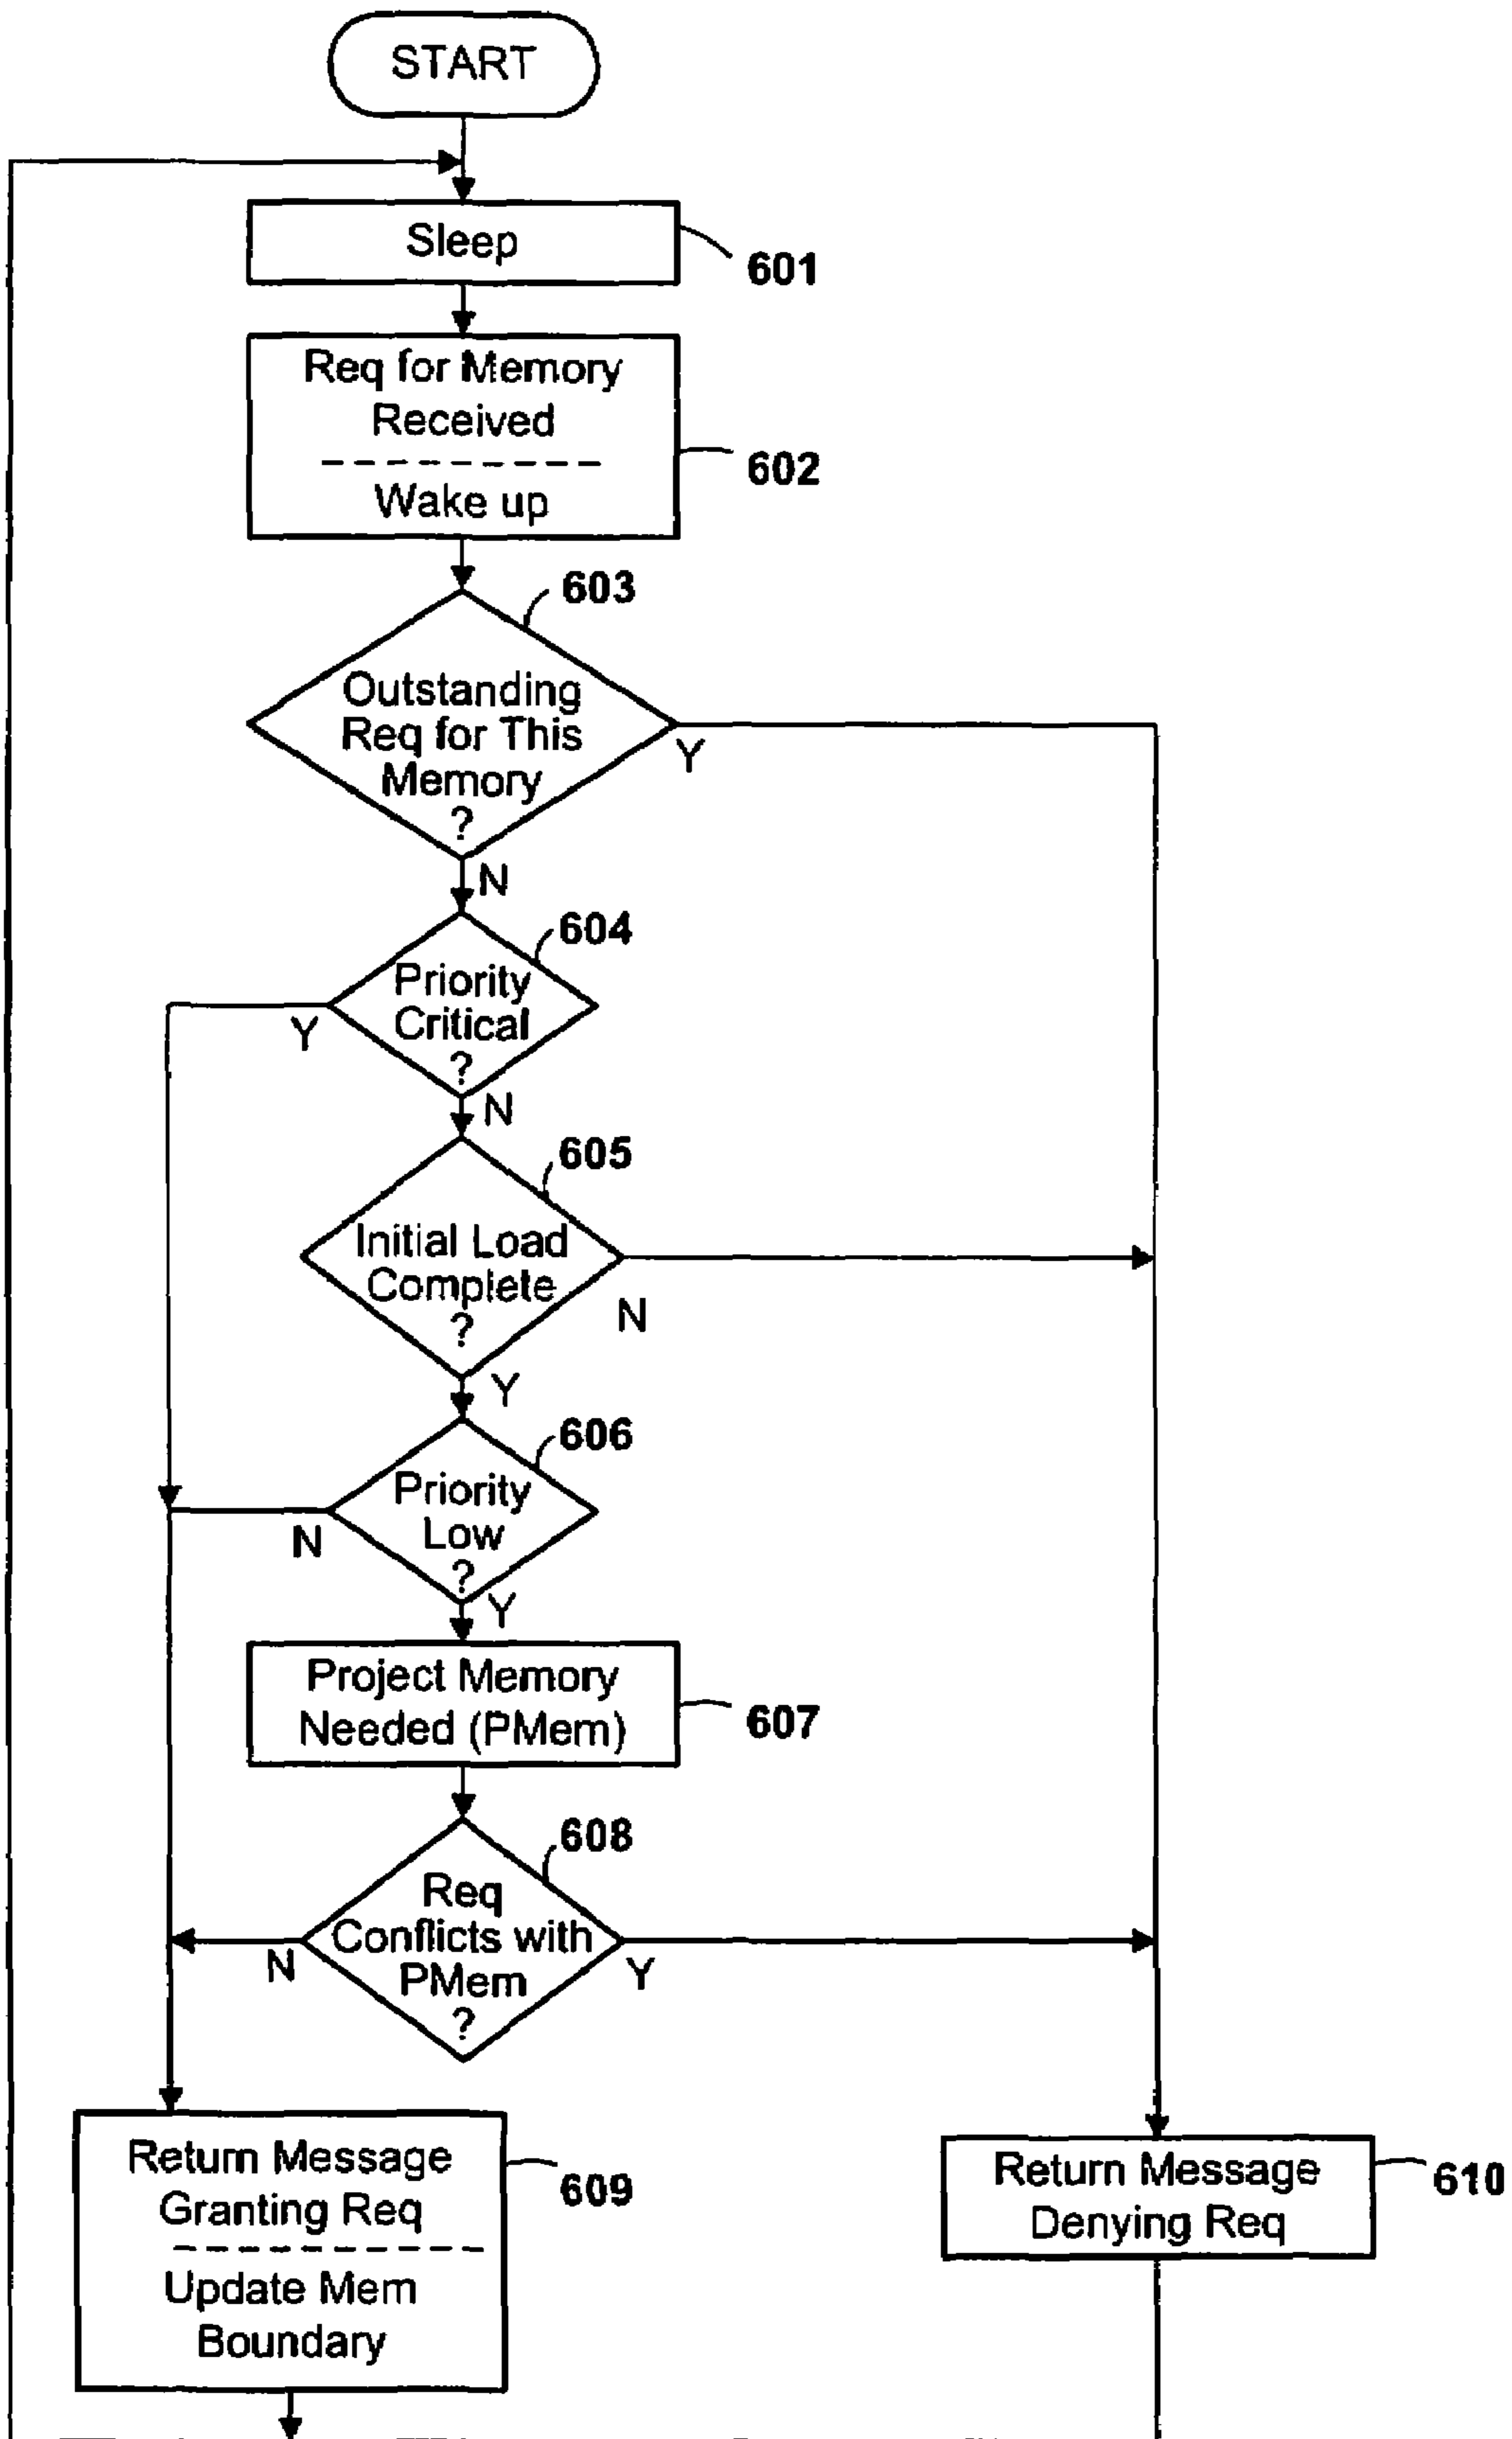 START
Sleep
601
Req for Memory
Received
Wake up
602
603
Outstanding
Req for This
Memory
?
Y
N
604
Priority
Critical
?
Y
N
605
Initial Load
Complete
?
N
Y
606
Priority
Low
?
N
Y
Project Memory
Needed (PMem)
607
608
Req
Conflicts with
PMem
?
N
Y
Return Message
Granting Req
Update Mem
Boundary
609
Return Message
Denying Req
610